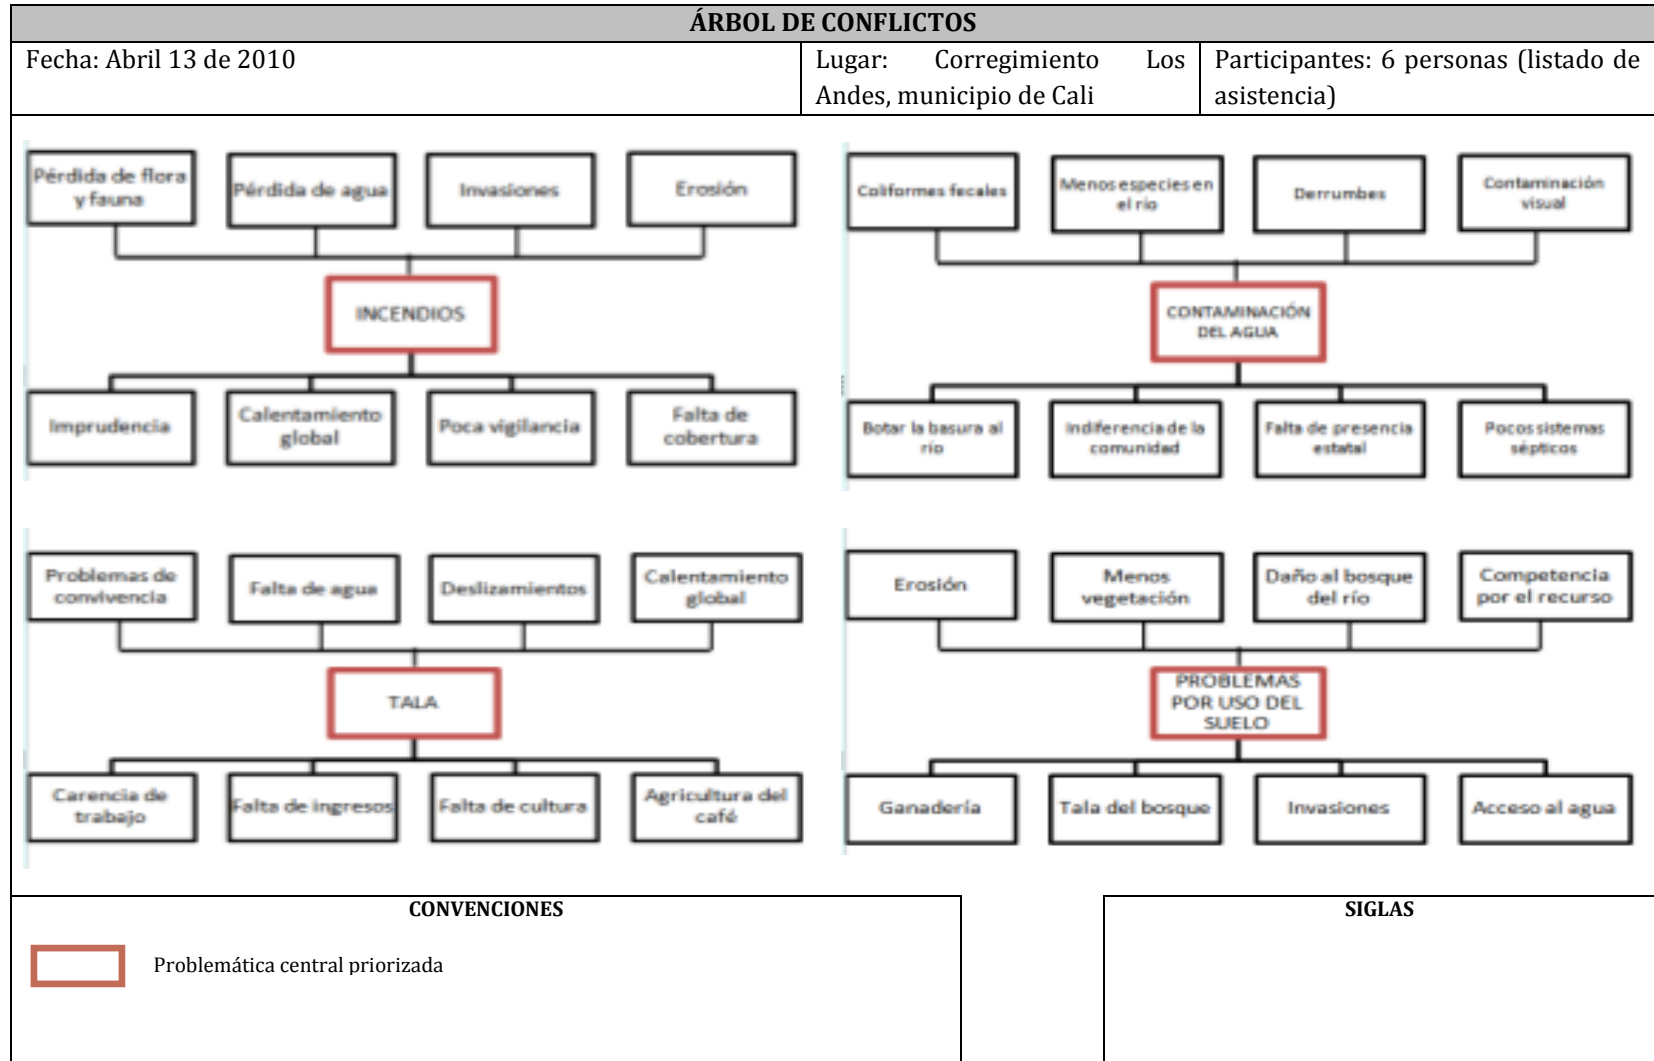 ÁRBOL DE CONFLICTOS
Fecha: Abril 13 de 2010
Lugar: Corregimiento Los
Andes, municipio de Cali
Participantes: 6 personas (listado de
asistencia)
Pérdida de flora
y fauna
Pérdida de agua
Invasiones
Erosión
INCENDIOS
Imprudencia
Calentamiento
global
Poca vigilancia
Falta de
cobertura
Coliformes fecales
Menos especies en
el río
Derrumbes
Contaminación
visual
CONTAMINACIÓN
DEL AGUA
Botar la basura al
río
Indiferencia de la
comunidad
Falta de presencia
estatal
Pocos sistemas
sépticos
Problemas de
convivencia
Falta de agua
Deslizamientos
Calentamiento
global
TALA
Carencia de
trabajo
Falta de ingresos
Falta de cultura
Agricultura del
café
Erosión
Menos
vegetación
Daño al bosque
del río
Competencia
por el recurso
PROBLEMAS
POR USO DEL
SUELO
Ganadería
Tala del bosque
Invasiones
Acceso al agua
CONVENCIONES
Problemática central priorizada
SIGLAS